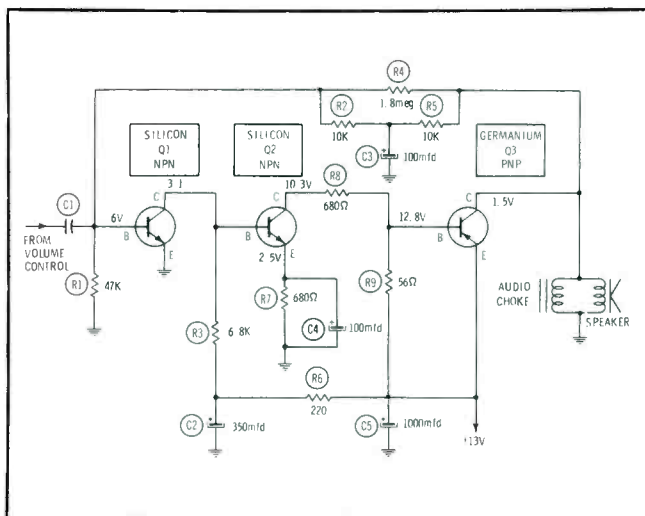 R4
1.8meg
R2
R5
10K
10K
SILICON
Q1
NPN
SILICON
Q2
NPN
GERMANIUM
Q3
PNP
C3
100mfd
R8
3.1
10.3V
C
C
680Ω
C
1.5V
C1
6V
12.8V
B
B
B
FROM
VOLUME
CONTROL
E
2.5V
E
E
R1
47K
R7
680Ω
R9
56Ω
AUDIO
CHOKE
SPEAKER
C4
100mfd
R3
6.8K
R6
220
C2
350mfd
C5
1000mfd
+13V